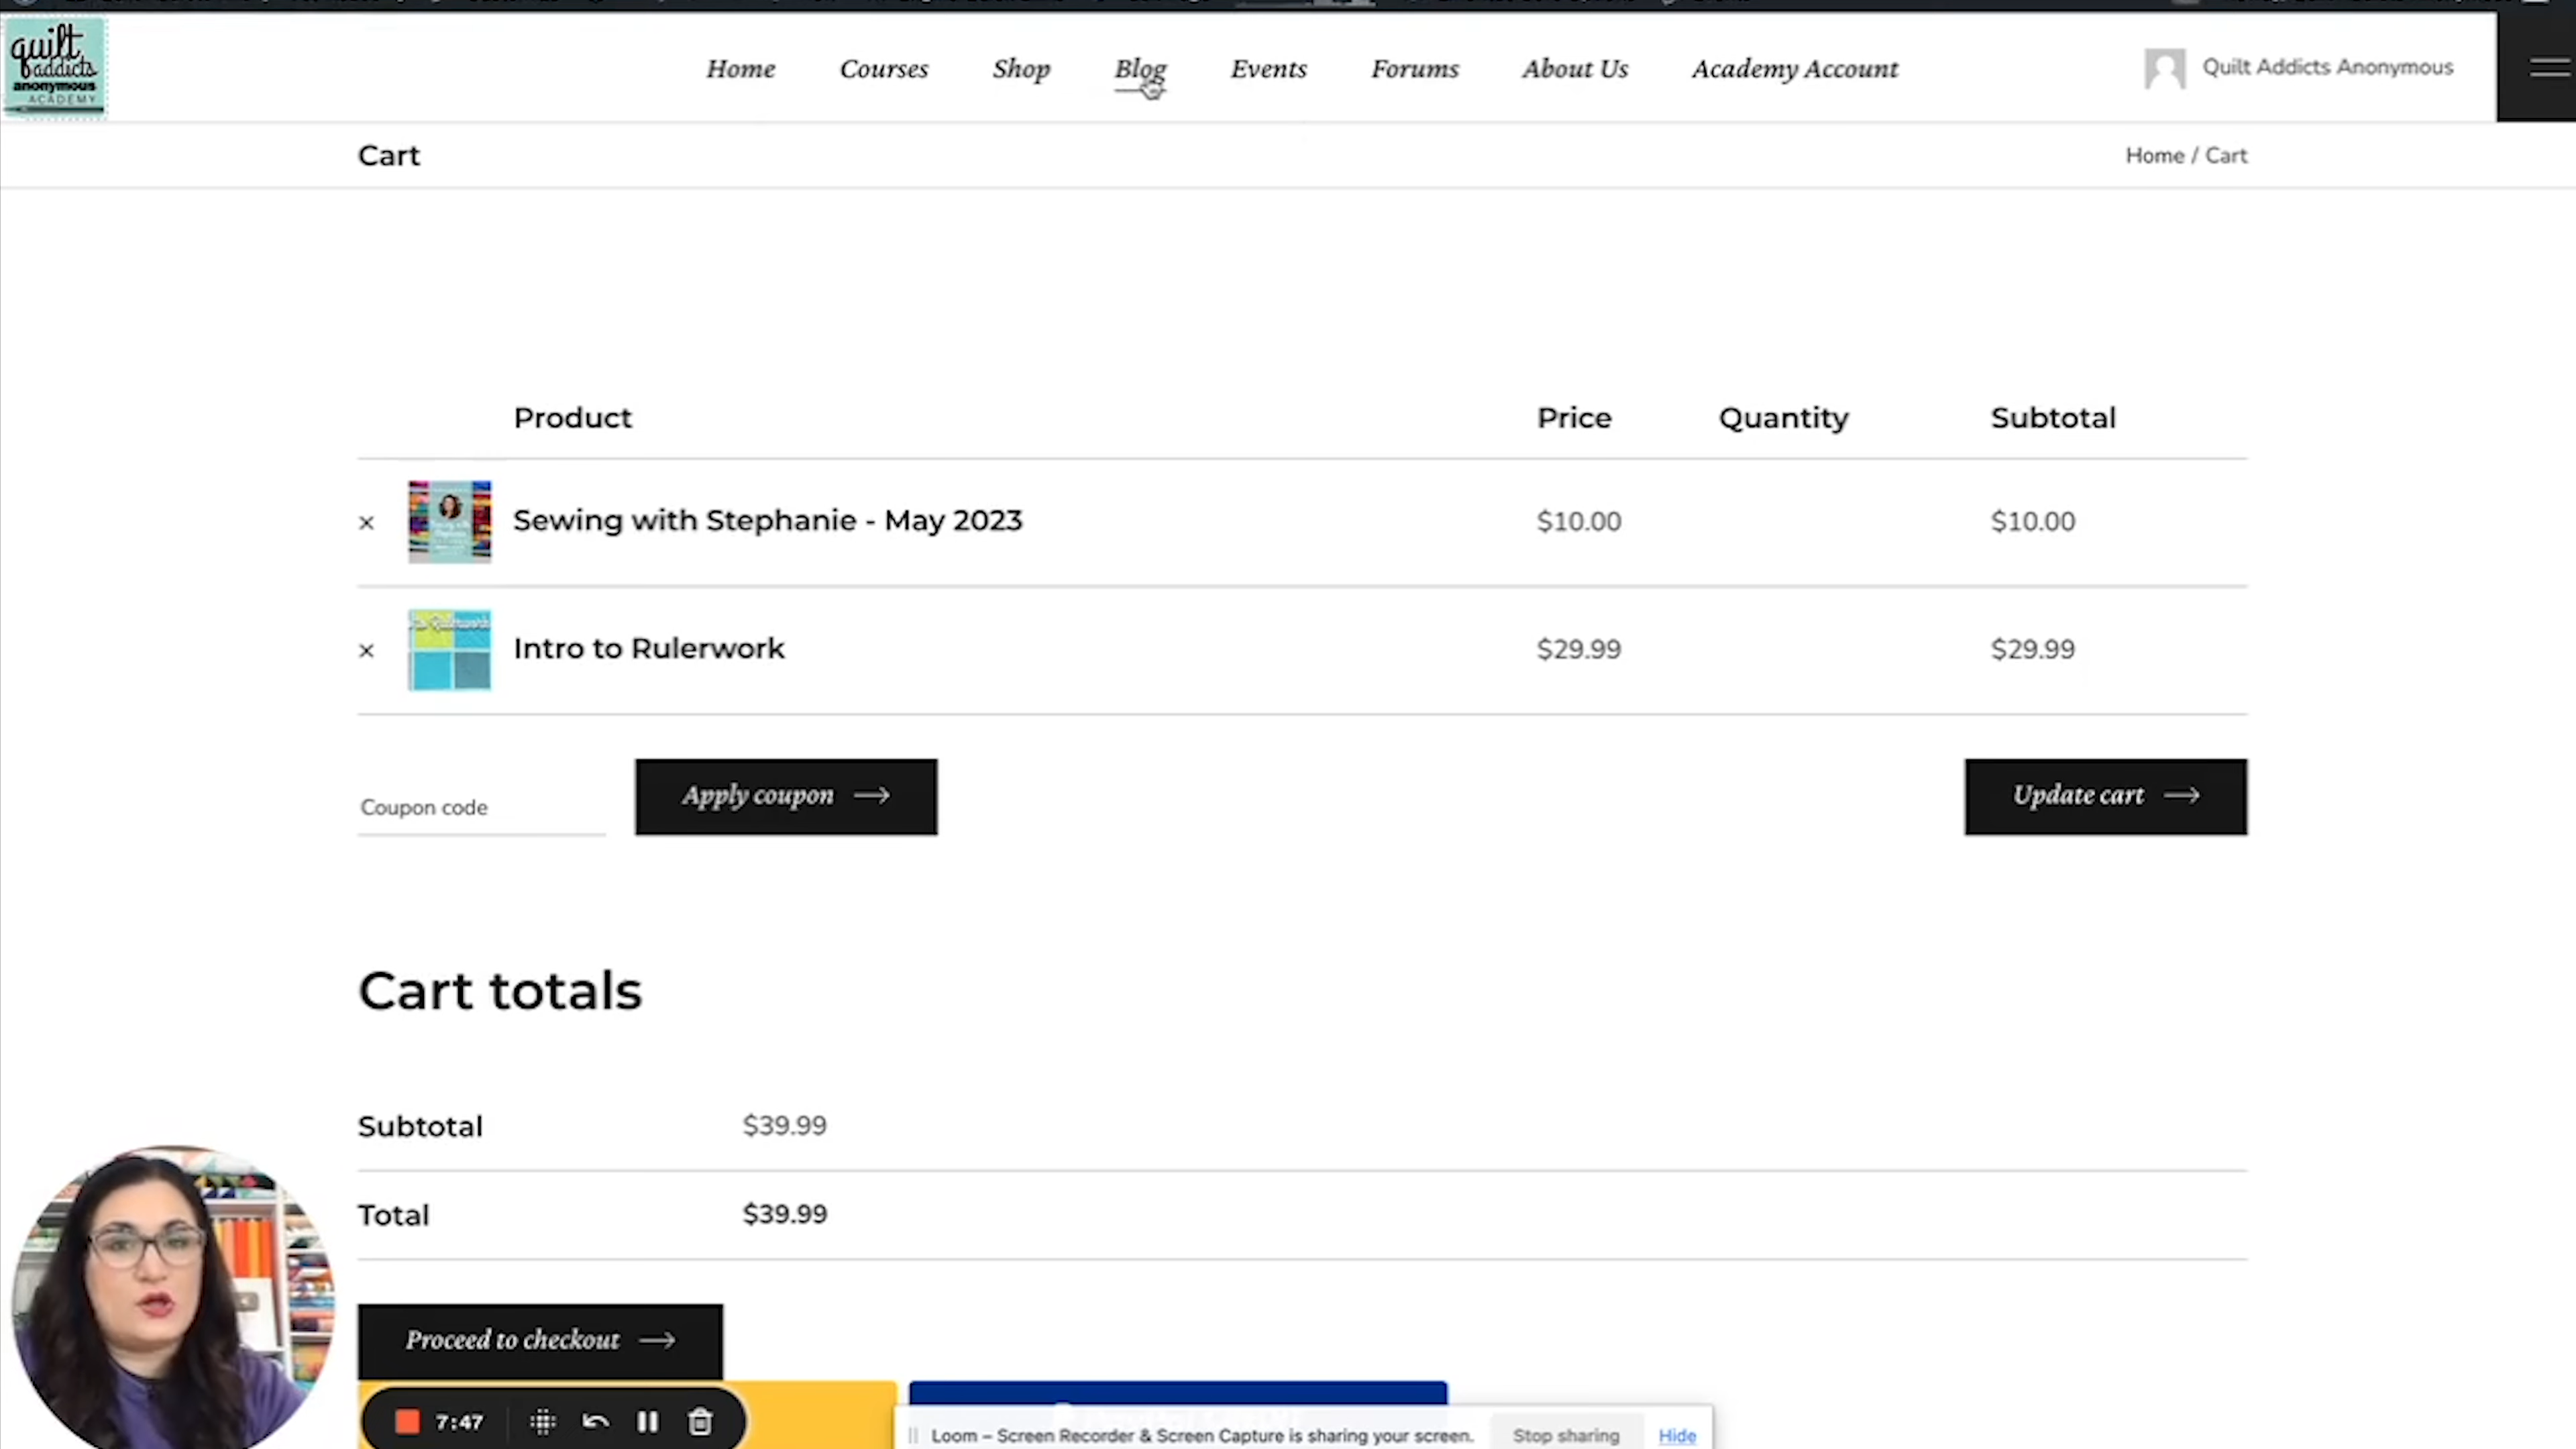 quilt
addicts
anonymous
ACADEMY
Home Courses Shop Blog Events Forums About Us Academy Account Quilt Addicts Anonymous
Cart Home / Cart
Product Price Quantity Subtotal
× Sewing with Stephanie - May 2023 $10.00 $10.00
× Intro to Rulerwork $29.99 $29.99
Coupon code Apply coupon → Update cart →
Cart totals
Subtotal $39.99
Total $39.99
Proceed to checkout →
7:47
Loom – Screen Recorder & Screen Capture is sharing your screen. Stop sharing Hide